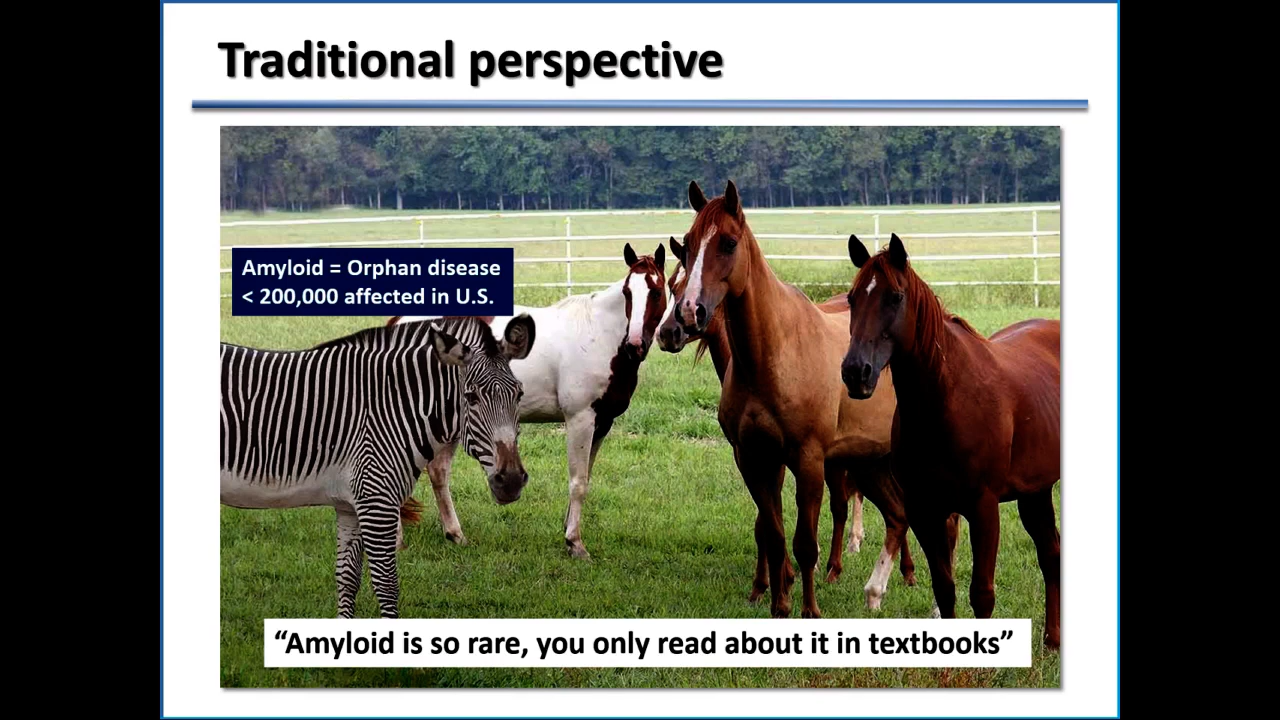 Traditional perspective
Amyloid = Orphan disease
< 200,000 affected in U.S.
“Amyloid is so rare, you only read about it in textbooks”